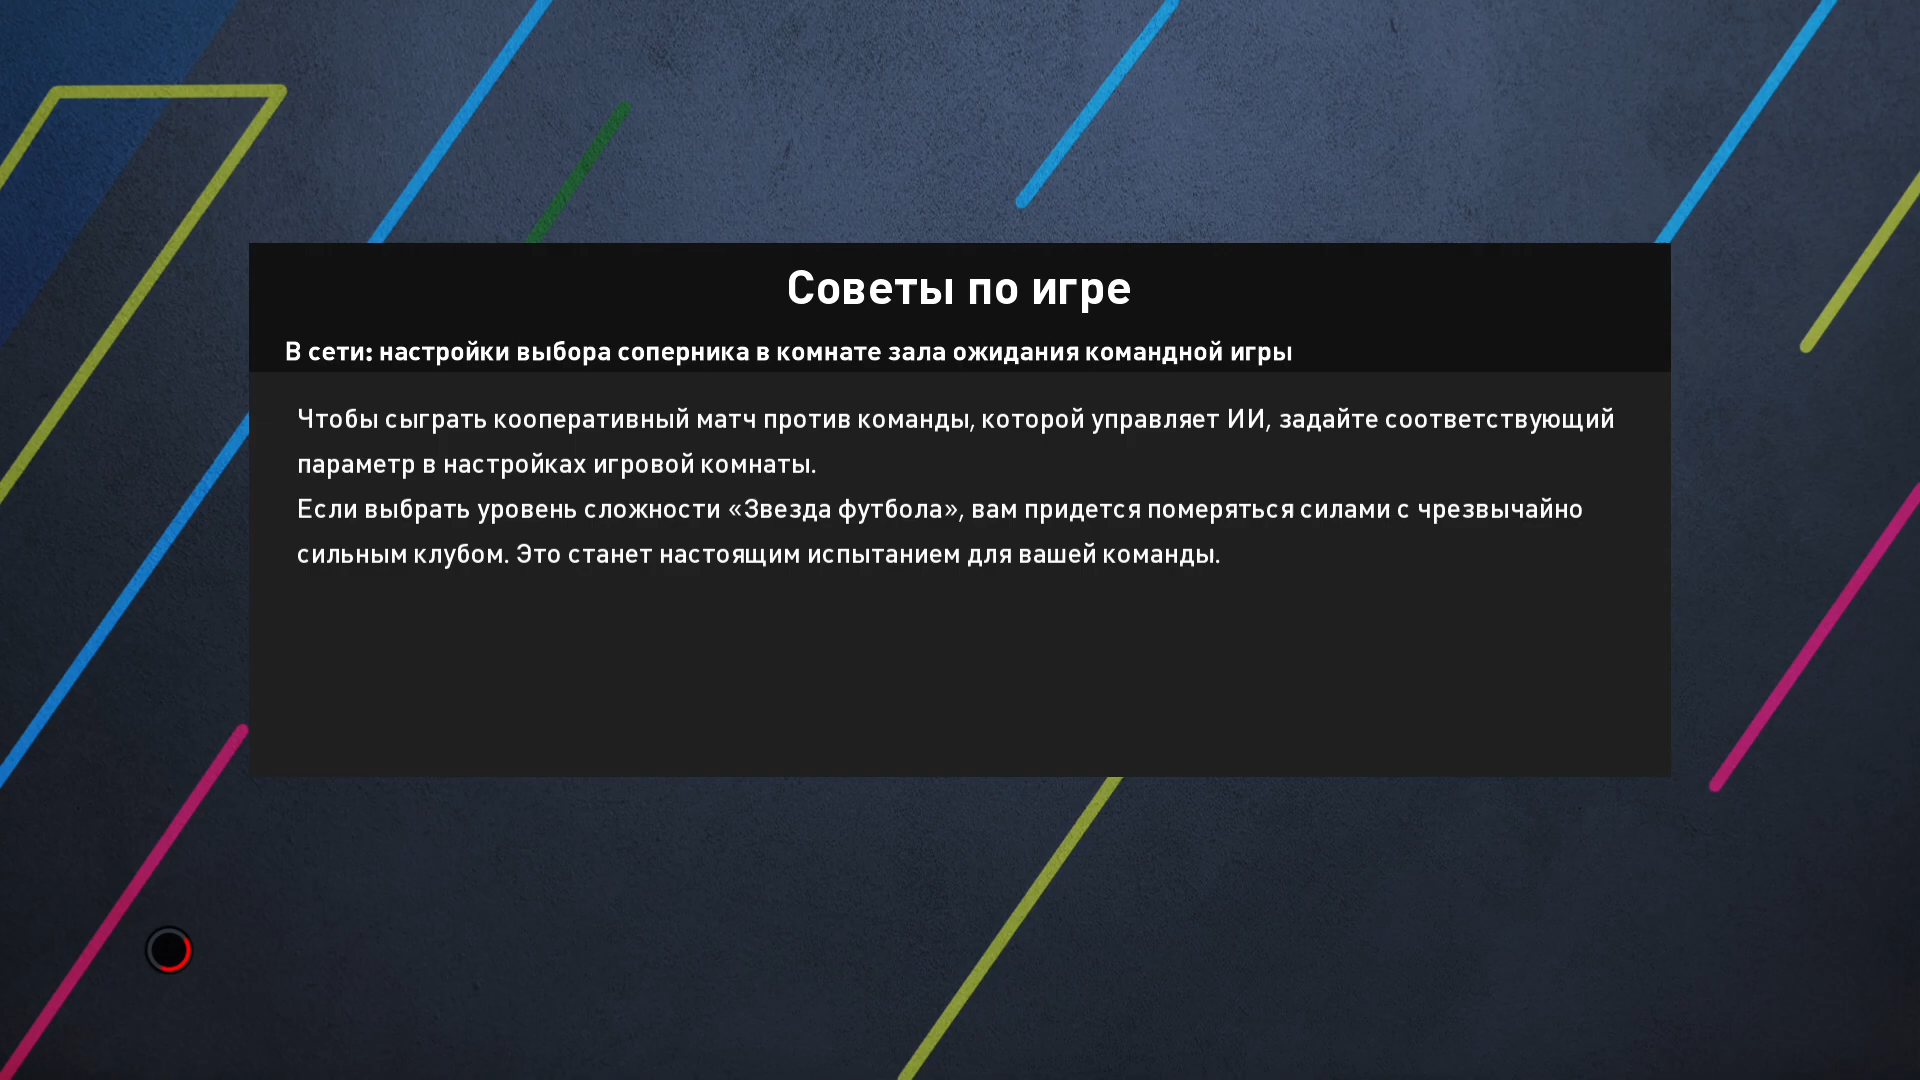 Советы по игре
В сети: настройки выбора соперника в комнате зала ожидания командной игры
Чтобы сыграть кооперативный матч против команды, которой управляет ИИ, задайте соответствующий
параметр в настройках игровой комнаты.
Если выбрать уровень сложности «Звезда футбола», вам придется померяться силами с чрезвычайно
сильным клубом. Это станет настоящим испытанием для вашей команды.